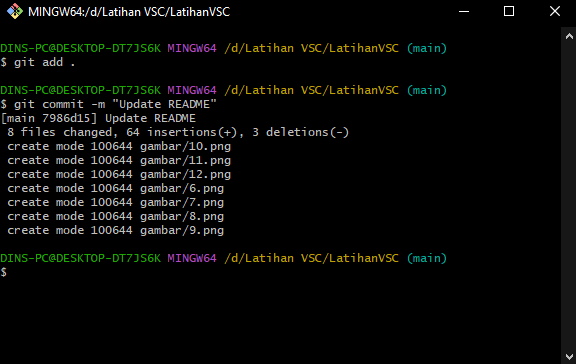 MINGW64:/d/Latihan VSC/LatihanVSC
DINS-PC@DESKTOP-DT7JS6K MINGW64 /d/Latihan VSC/LatihanVSC (main)
$ git add .
DINS-PC@DESKTOP-DT7JS6K MINGW64 /d/Latihan VSC/LatihanVSC (main)
$ git commit -m "Update README"
[main 7986d15] Update README
 8 files changed, 64 insertions(+), 3 deletions(-)
 create mode 100644 gambar/10.png
 create mode 100644 gambar/11.png
 create mode 100644 gambar/12.png
 create mode 100644 gambar/6.png
 create mode 100644 gambar/7.png
 create mode 100644 gambar/8.png
 create mode 100644 gambar/9.png
DINS-PC@DESKTOP-DT7JS6K MINGW64 /d/Latihan VSC/LatihanVSC (main)
$